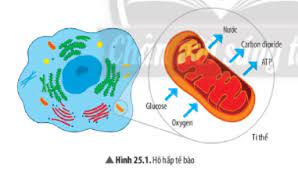 Nước
Carbon dioxide
ATP
Glucose
Oxygen
Ti thể
▲ Hình 25.1. Hô hấp tế bào